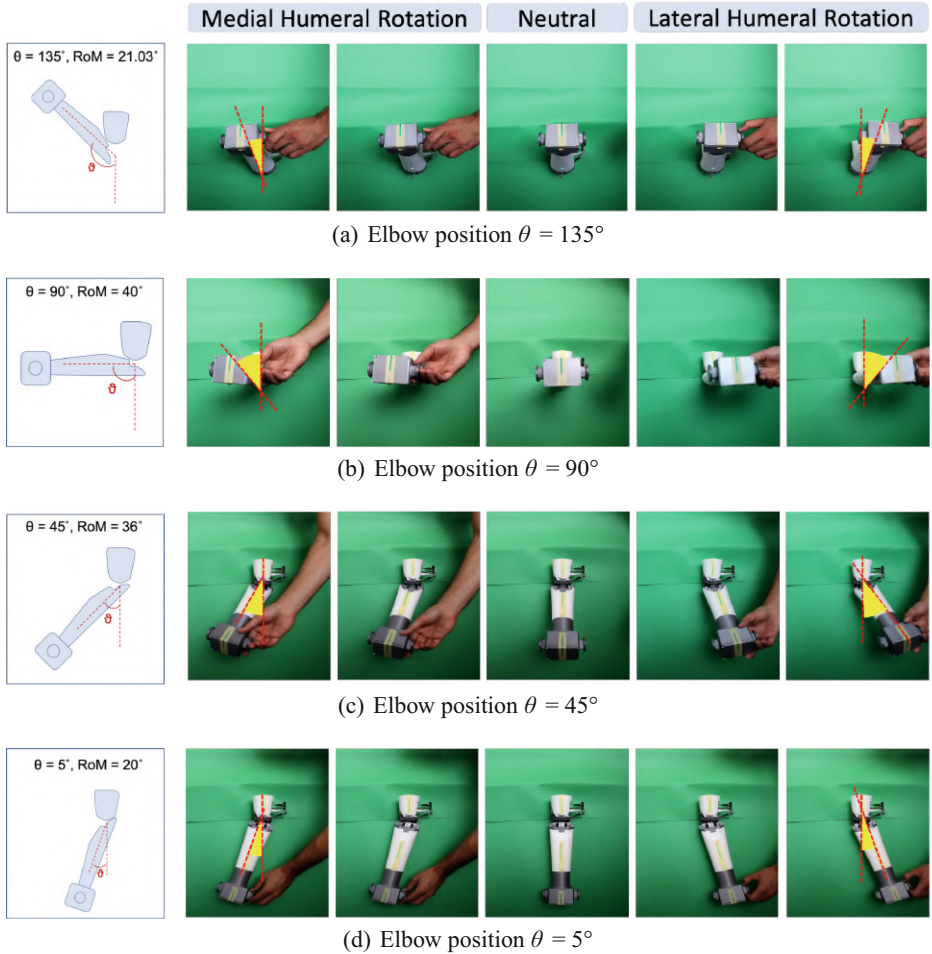 Medial Humeral Rotation
Neutral
Lateral Humeral Rotation
θ = 135˚, RoM = 21.03˚
θ
(a) Elbow position θ = 135°
θ = 90˚, RoM = 40˚
θ
(b) Elbow position θ = 90°
θ = 45˚, RoM = 36˚
θ
(c) Elbow position θ = 45°
θ = 5˚, RoM = 20˚
θ
(d) Elbow position θ = 5°